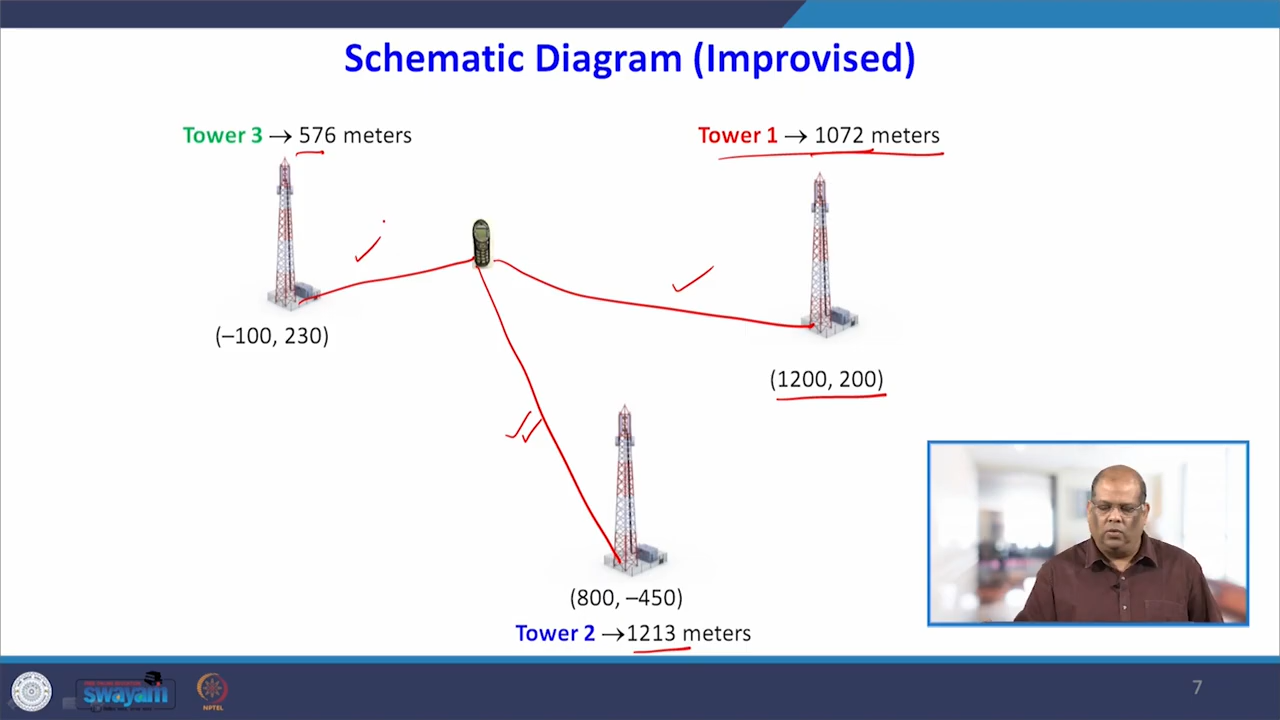 Schematic Diagram (Improvised)
Tower 3 → 576 meters
Tower 1 → 1072 meters
(–100, 230)
(1200, 200)
(800, –450)
Tower 2 →1213 meters
swayam
NPTEL
7